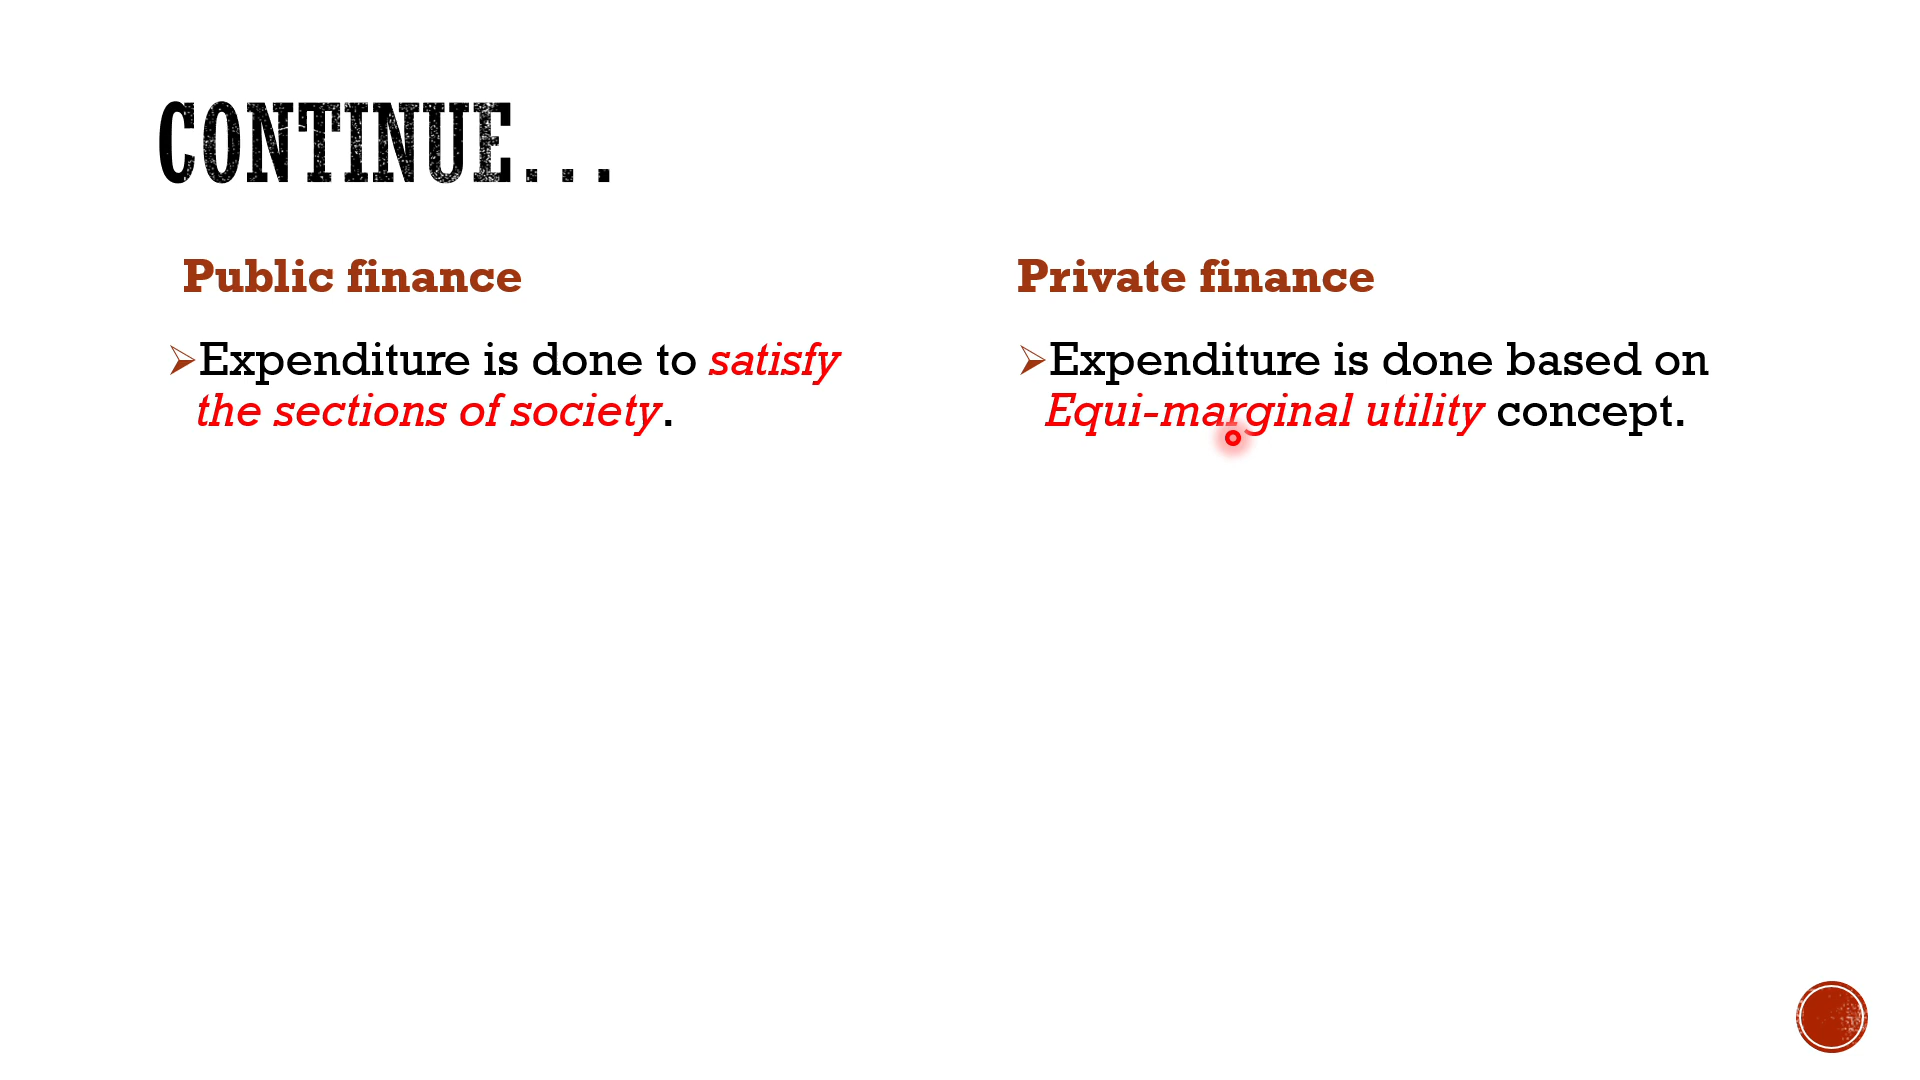 CONTINUE...
Public finance
➢Expenditure is done to satisfy
the sections of society.
Private finance
➢Expenditure is done based on
Equi-marginal utility concept.